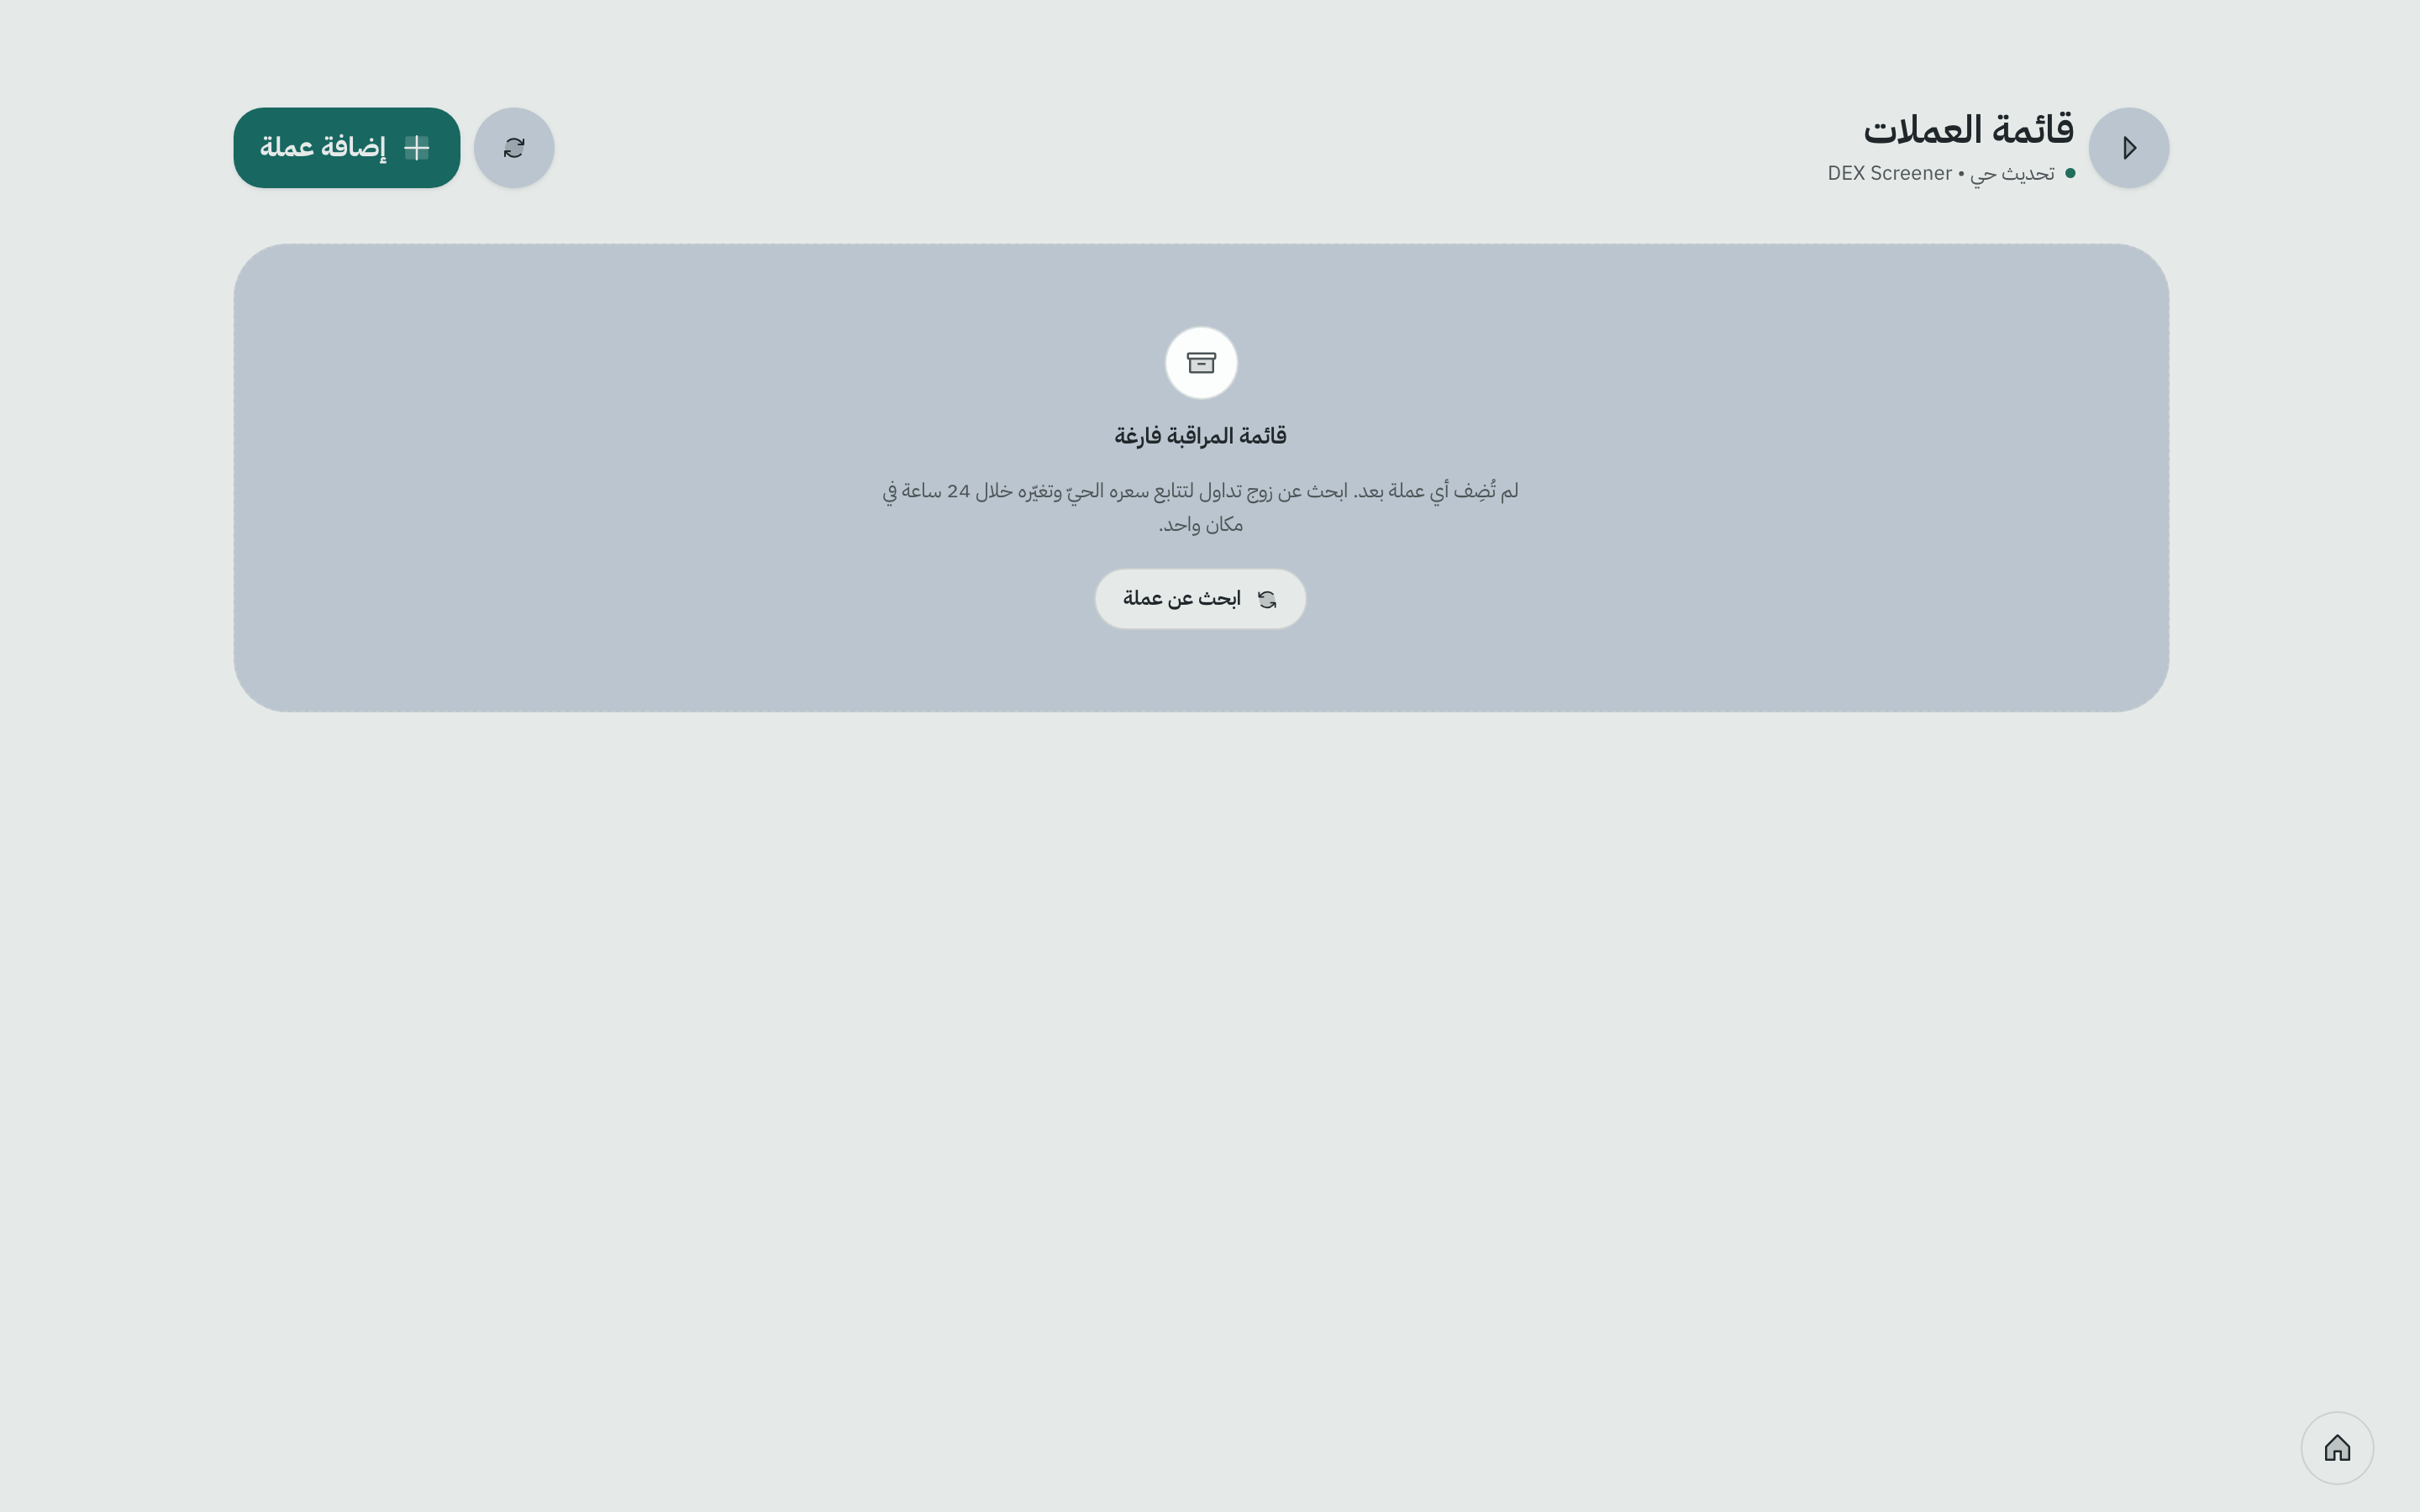 قائمة العملات
تحديث حي • DEX Screener
إضافة عملة
قائمة المراقبة فارغة
لم تُضِف أي عملة بعد. ابحث عن زوج تداول لتتابع سعره الحيّ وتغيّره خلال 24 ساعة في
مكان واحد.
ابحث عن عملة